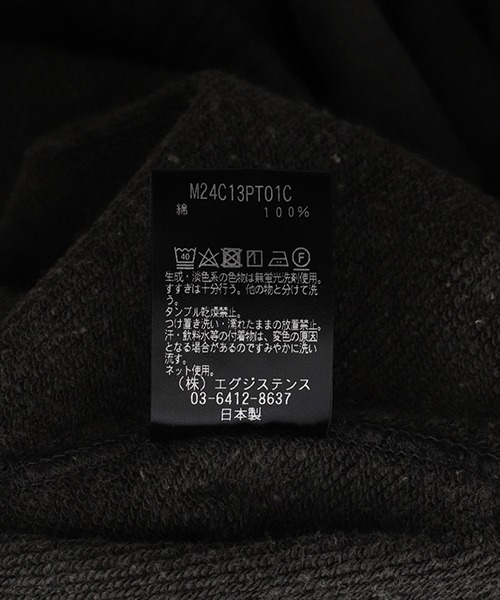 M24C13PT01C
綿 100%
40 F
生成・淡色系の色物は無蛍光洗剤使用。
すすぎは十分行う。他の物と分けて洗
う。
タンブル乾燥禁止。
つけ置き洗い・濡れたままの放置禁止。
汗・飲料水等の付着物は、変色の原因
となる場合があるのですみやかに洗い
流す。
ネット使用。
(株)エグジステンス
03-6412-8637
日本製